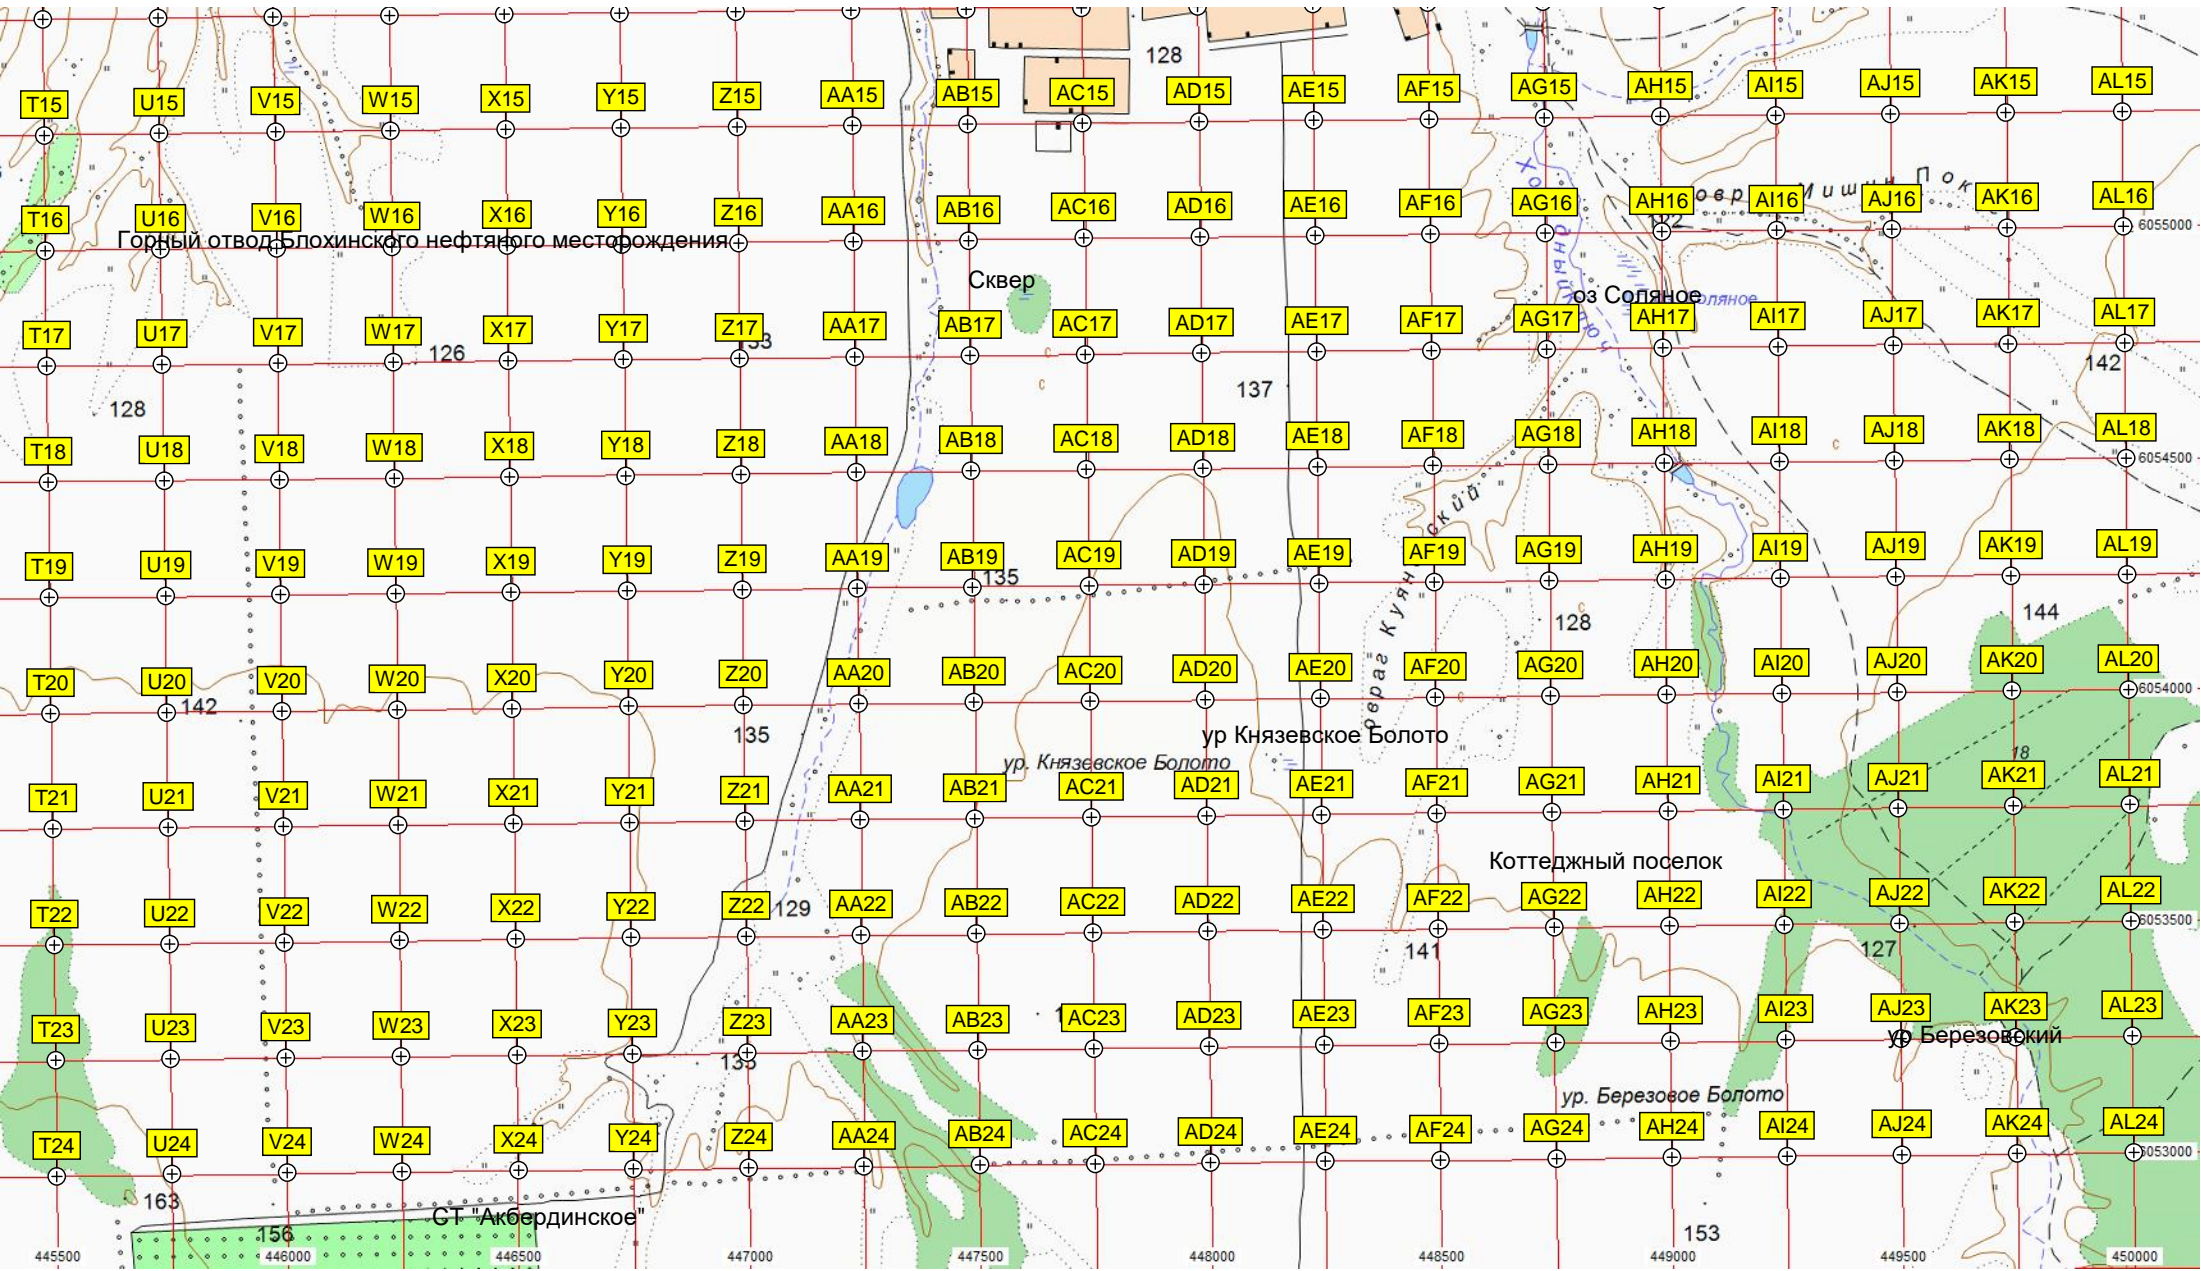 128
T15 U15 V15 W15 X15 Y15 Z15 AA15 AB15 AC15 AD15 AE15 AF15 AG15 AH15 AI15 AJ15 AK15 AL15
овр Мишин Пок
T16 U16 V16 W16 X16 Y16 Z16 AA16 AB16 AC16 AD16 AE16 AF16 AG16 AH16 AI16 AJ16 AK16 AL16
122
6055000
Горный отвод Блохинского нефтяного месторождения
Сквер
оз Соляное
T17 U17 V17 W17 X17 Y17 Z17 AA17 AB17 AC17 AD17 AE17 AF17 AG17 AH17 AI17 AJ17 AK17 AL17
126
142
137
128
T18 U18 V18 W18 X18 Y18 Z18 AA18 AB18 AC18 AD18 AE18 AF18 AG18 AH18 AI18 AJ18 AK18 AL18
6054500
T19 U19 V19 W19 X19 Y19 Z19 AA19 AB19 AC19 AD19 AE19 AF19 AG19 AH19 AI19 AJ19 AK19 AL19
135
овраг Куян ский
128
144
T20 U20 V20 W20 X20 Y20 Z20 AA20 AB20 AC20 AD20 AE20 AF20 AG20 AH20 AI20 AJ20 AK20 AL20
6054000
142
135
ур Князевское Болото
ур. Князевское Болото
18
T21 U21 V21 W21 X21 Y21 Z21 AA21 AB21 AC21 AD21 AE21 AF21 AG21 AH21 AI21 AJ21 AK21 AL21
Коттеджный поселок
T22 U22 V22 W22 X22 Y22 Z22 AA22 AB22 AC22 AD22 AE22 AF22 AG22 AH22 AI22 AJ22 AK22 AL22
129
6053500
141
127
T23 U23 V23 W23 X23 Y23 Z23 AA23 AB23 AC23 AD23 AE23 AF23 AG23 AH23 AI23 AJ23 AK23 AL23
ур Березовский
135
ур. Березовое Болото
T24 U24 V24 W24 X24 Y24 Z24 AA24 AB24 AC24 AD24 AE24 AF24 AG24 AH24 AI24 AJ24 AK24 AL24
6053000
163
СТ "Акбердинское"
156
153
445500 446000 446500 447000 447500 448000 448500 449000 449500 450000